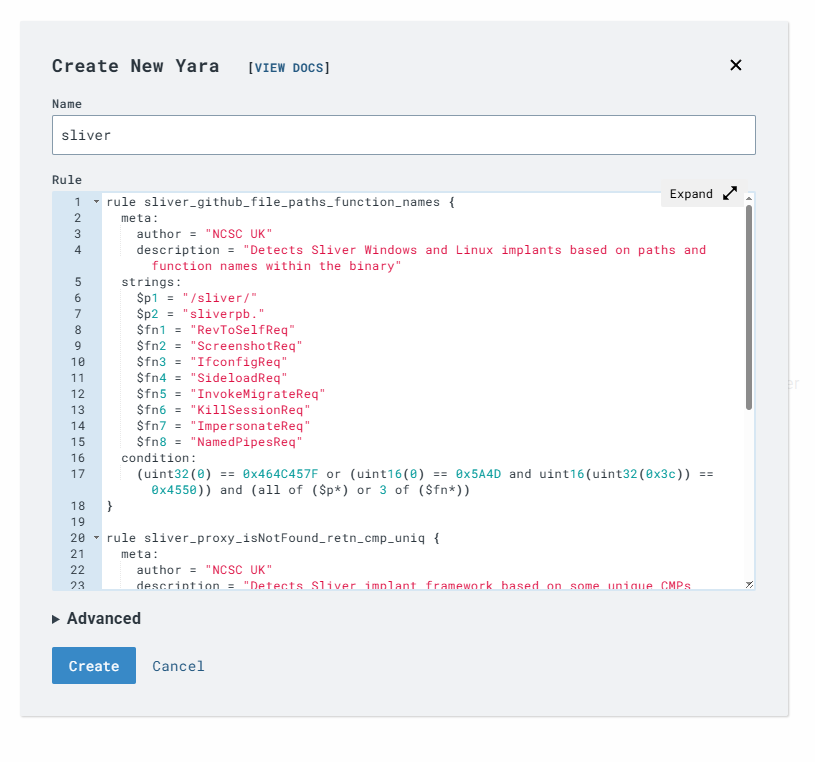 Create New Yara [VIEW DOCS] ✕
Name
sliver
Rule
Expand
1 rule sliver_github_file_paths_function_names {
2 meta:
3 author = "NCSC UK"
4 description = "Detects Sliver Windows and Linux implants based on paths and
function names within the binary"
5 strings:
6 $p1 = "/sliver/"
7 $p2 = "sliverpb."
8 $fn1 = "RevToSelfReq"
9 $fn2 = "ScreenshotReq"
10 $fn3 = "IfconfigReq"
11 $fn4 = "SideloadReq"
12 $fn5 = "InvokeMigrateReq"
13 $fn6 = "KillSessionReq"
14 $fn7 = "ImpersonateReq"
15 $fn8 = "NamedPipesReq"
16 condition:
17 (uint32(0) == 0x464C457F or (uint16(0) == 0x5A4D and uint16(uint32(0x3c)) ==
0x4550)) and (all of ($p*) or 3 of ($fn*))
18 }
19
20 rule sliver_proxy_isNotFound_retn_cmp_uniq {
21 meta:
22 author = "NCSC UK"
23 description = "Detects Sliver implant framework based on some unique CMPs
Advanced
Create Cancel